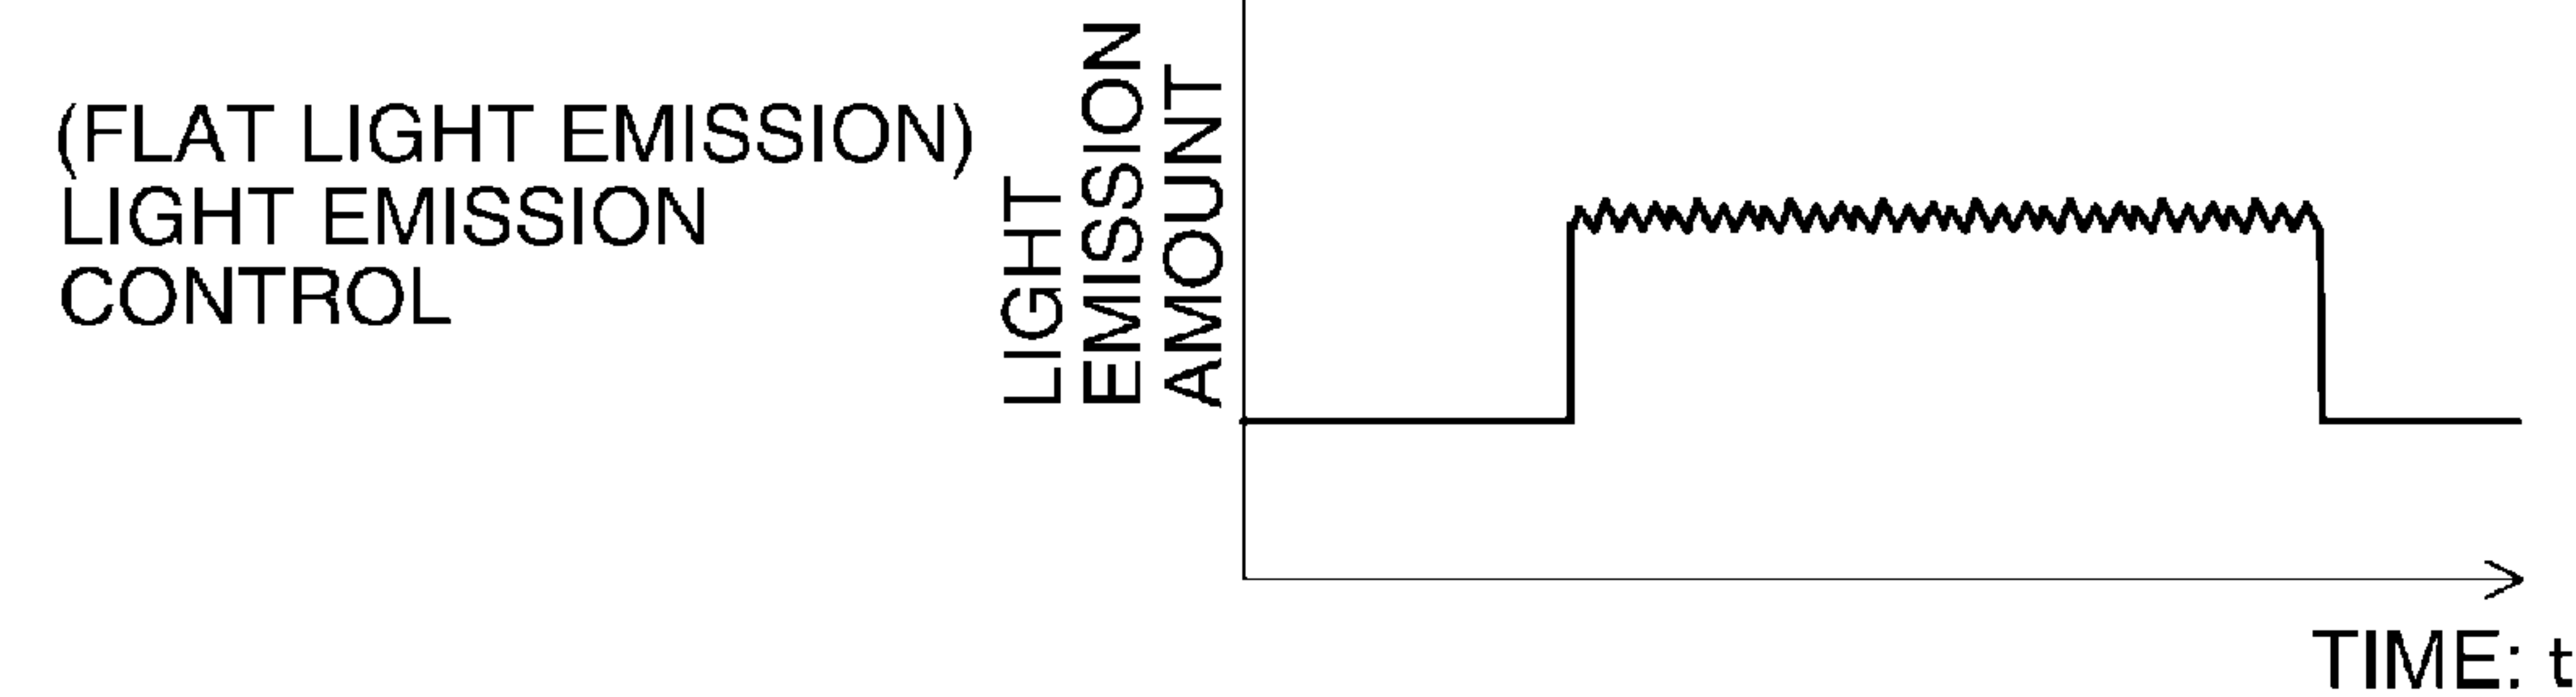 (FLAT LIGHT EMISSION)
LIGHT EMISSION
CONTROL
LIGHT
EMISSION
AMOUNT
TIME: t